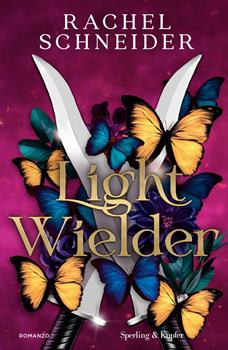 RACHEL
SCHNEIDER
Light
Wielder
ROMANZO
Sperling & Kupfer